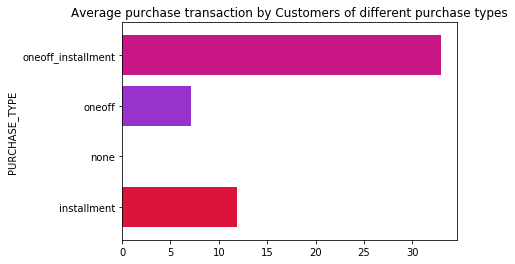 Average purchase transaction by Customers of different purchase types
PURCHASE_TYPE
oneoff_installment
oneoff
none
installment
0 5 10 15 20 25 30